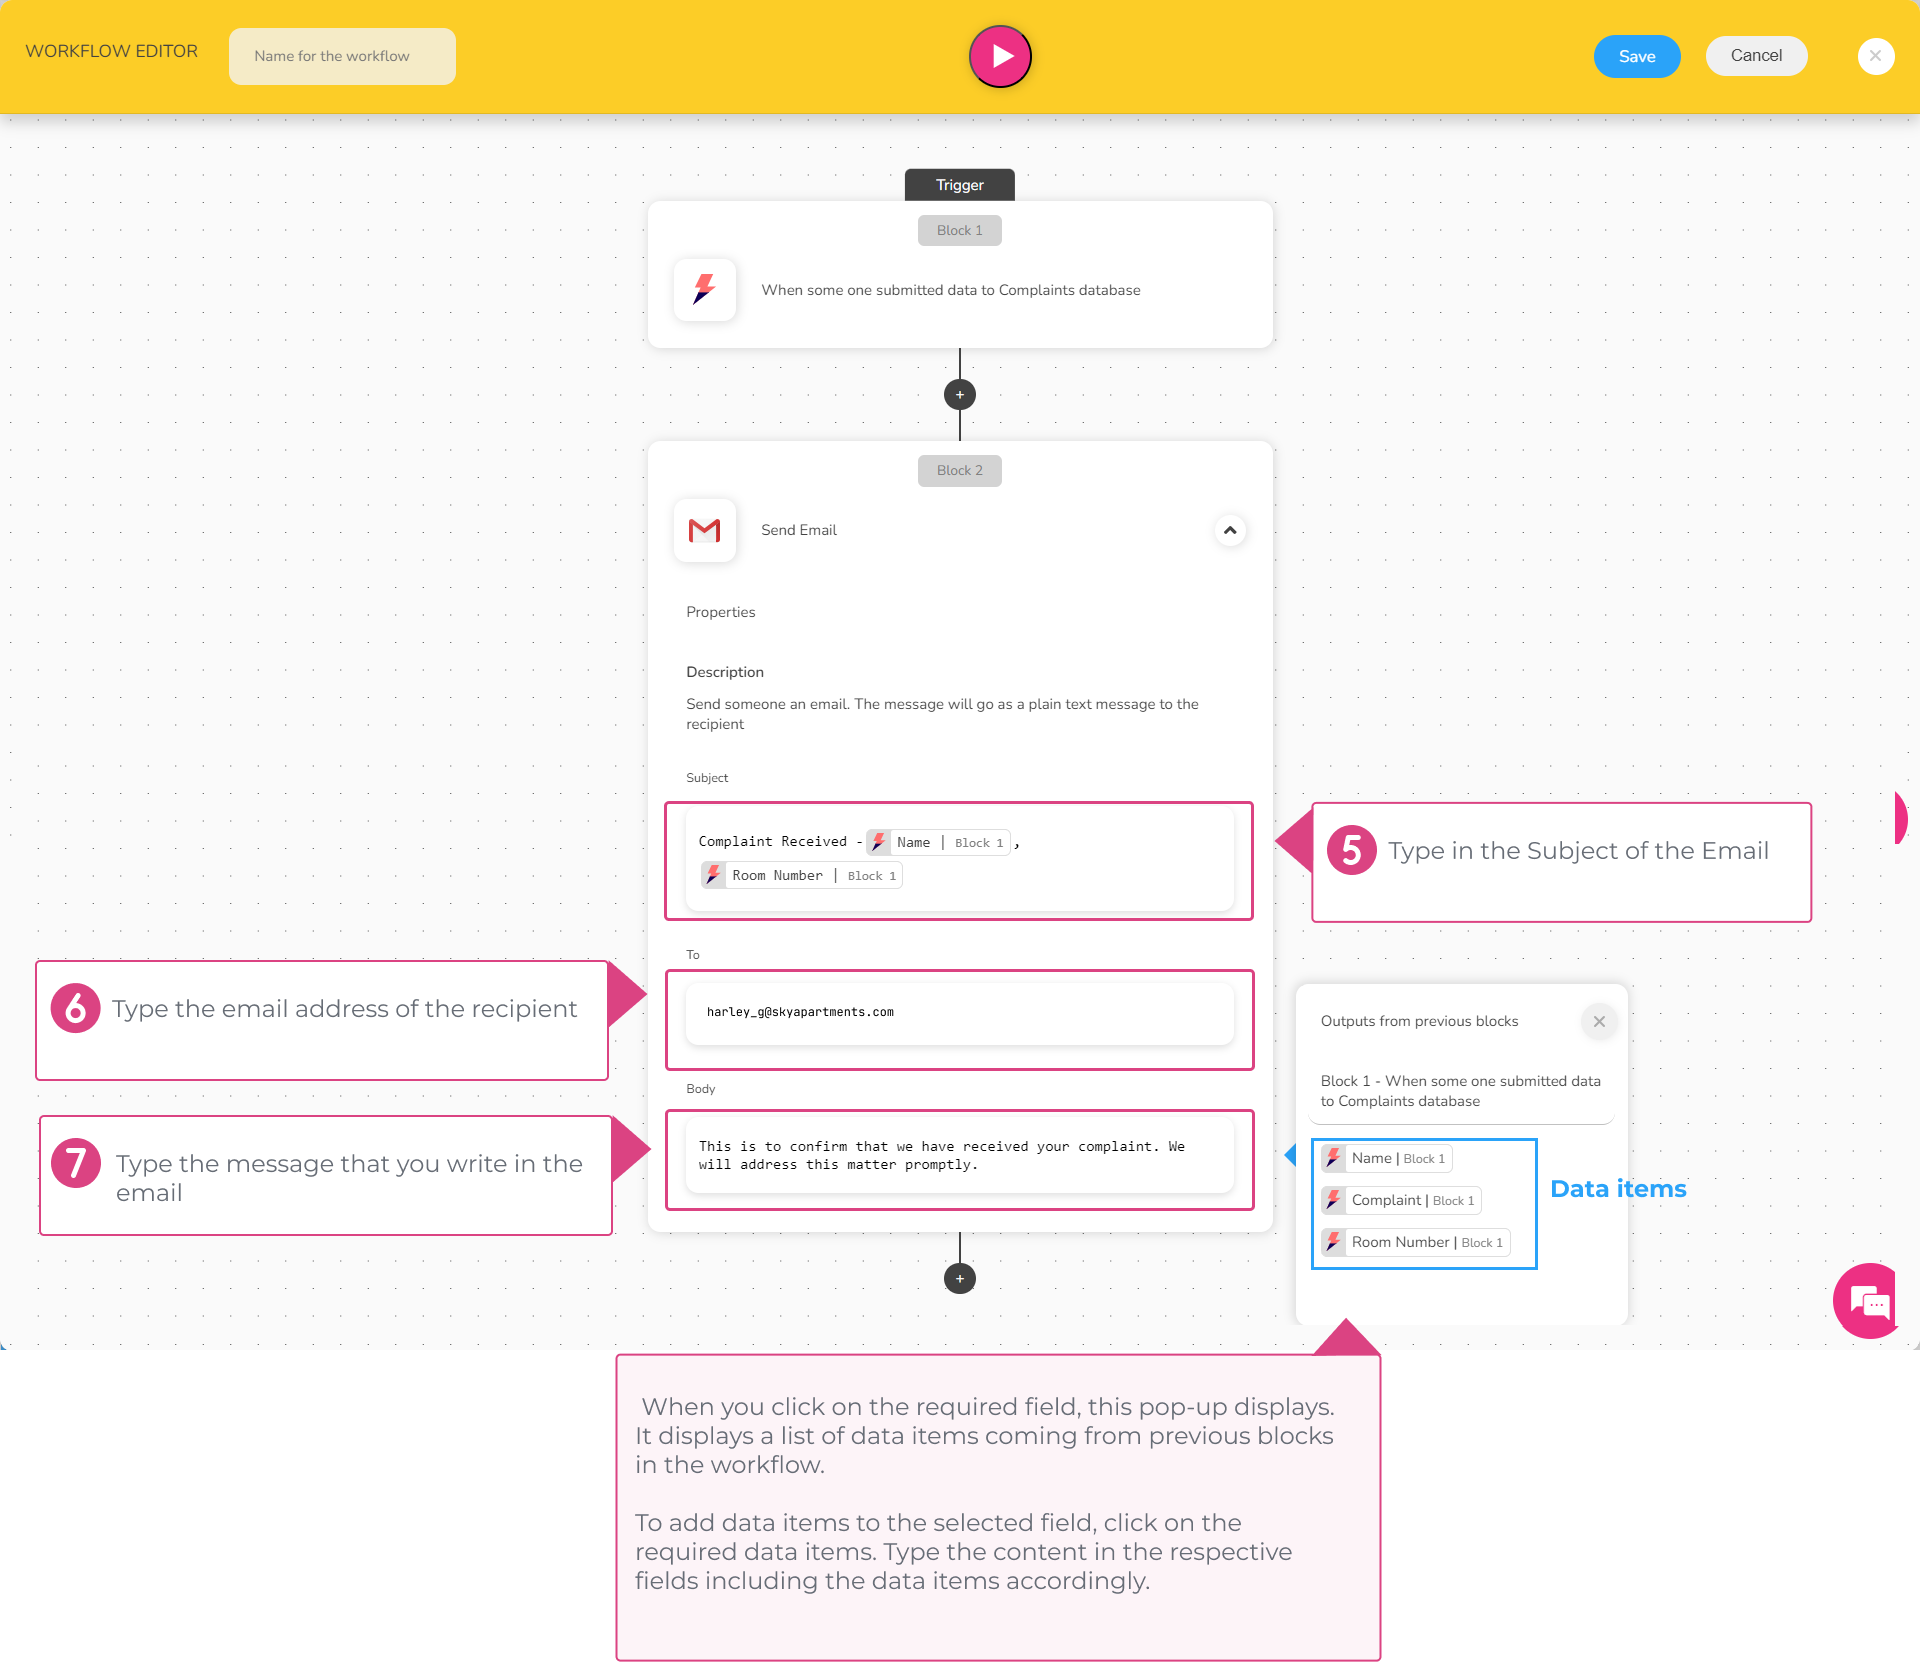 WORKFLOW EDITOR
Name for the workflow
Save
Cancel
Trigger
Block 1
When some one submitted data to Complaints database
+
Block 2
Send Email
Properties
Description
Send someone an email. The message will go as a plain text message to the
recipient
Subject
Complaint Received - Name | Block 1 ,
Room Number | Block 1
5 Type in the Subject of the Email
To
6 Type the email address of the recipient
harley_g@skyapartments.com
Outputs from previous blocks
Block 1 - When some one submitted data
to Complaints database
Body
7 Type the message that you write in the
email
This is to confirm that we have received your complaint. We
will address this matter promptly.
Name | Block 1
Complaint | Block 1
Room Number | Block 1
Data items
+
When you click on the required field, this pop-up displays.
It displays a list of data items coming from previous blocks
in the workflow.
To add data items to the selected field, click on the
required data items. Type the content in the respective
fields including the data items accordingly.